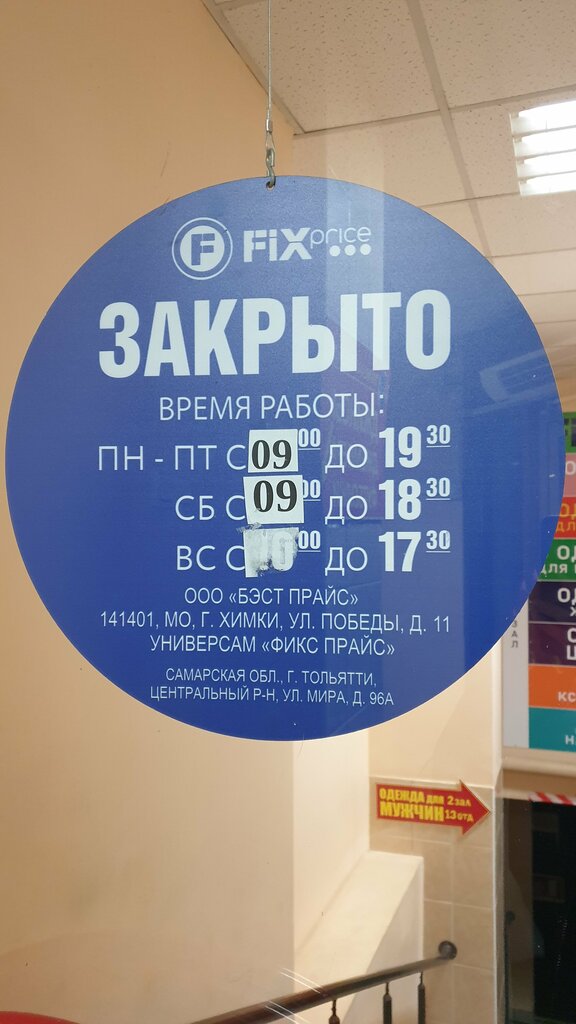 F FiXprice
ЗАКРЫТО
ВРЕМЯ РАБОТЫ:
ПН - ПТ С 09 00 ДО 19 30
СБ С 09 00 ДО 18 30
ВС С 00 ДО 17 30
ООО «БЭСТ ПРАЙС»
141401, МО, Г. ХИМКИ, УЛ. ПОБЕДЫ, Д. 11
УНИВЕРСАМ «ФИКС ПРАЙС»
САМАРСКАЯ ОБЛ., Г. ТОЛЬЯТТИ,
ЦЕНТРАЛЬНЫЙ Р-Н, УЛ. МИРА, Д. 96А
ОДЕЖДА для 2 зал
МУЖЧИН 13 отд